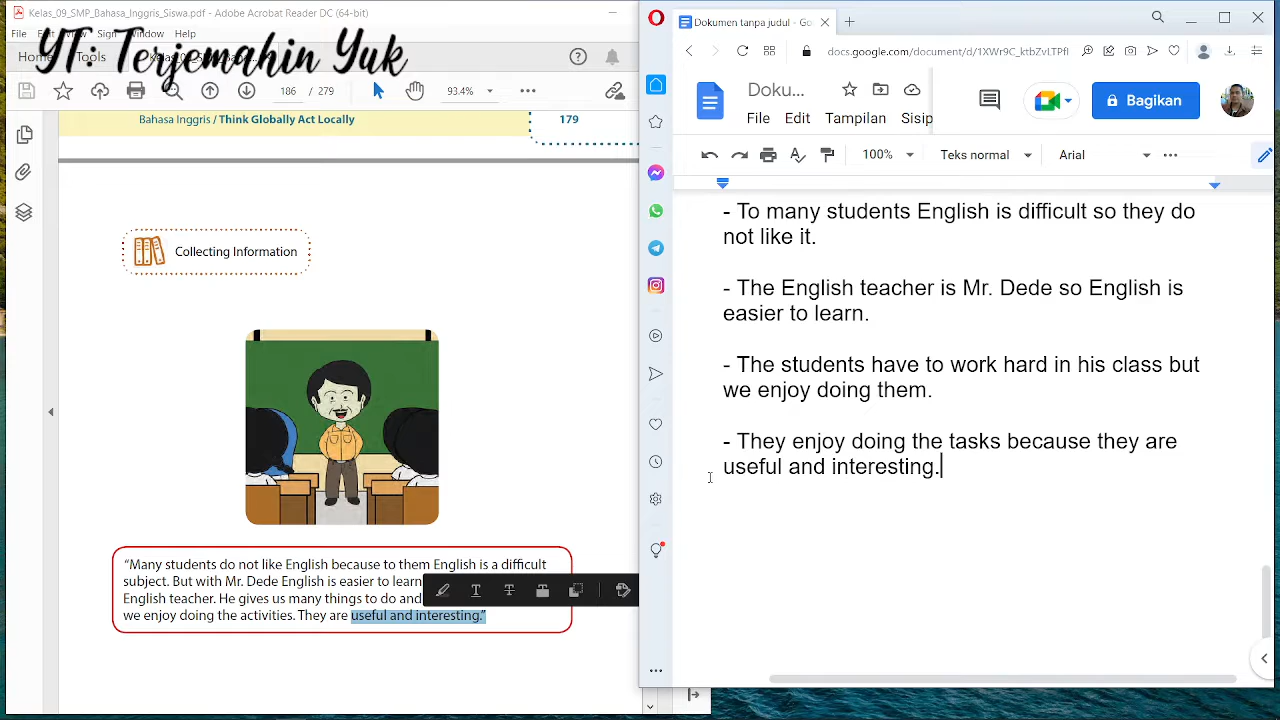 Kelas_09_SMP_Bahasa_Inggris_Siswa.pdf - Adobe Acrobat Reader DC (64-bit)
File
Window
Help
YT: Terjemahin Yuk
Home
Tools
186 / 279
93.4%
Bahasa Inggris / Think Globally Act Locally
179
Collecting Information
“Many students do not like English because to them English is a difficult
subject. But with Mr. Dede English is easier to learn
English teacher. He gives us many things to do and
we enjoy doing the activities. They are useful and interesting.”
Dokumen tanpa judul - Go
docs.google.com/document/d/1XWr9C_ktbZvLTPfl
Doku...
File Edit Tampilan Sisip
Bagikan
100%
Teks normal
Arial
- To many students English is difficult so they do
not like it.
- The English teacher is Mr. Dede so English is
easier to learn.
- The students have to work hard in his class but
we enjoy doing them.
- They enjoy doing the tasks because they are
useful and interesting.